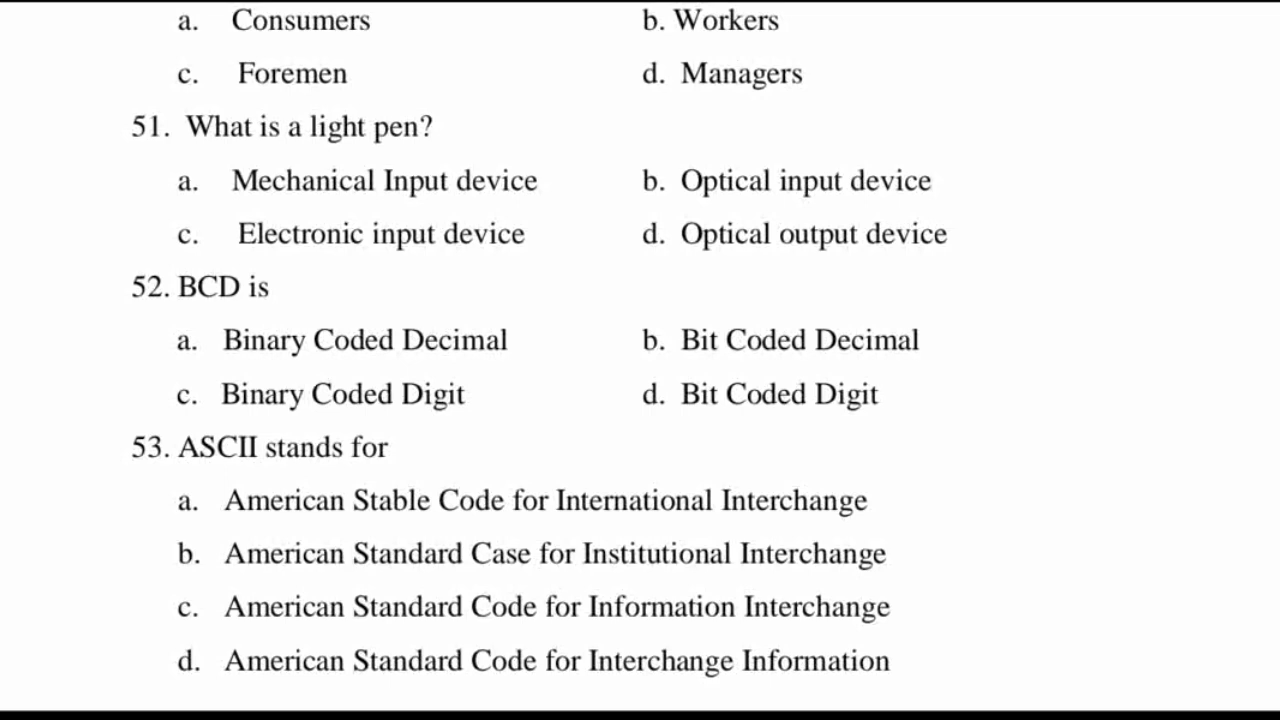 a. Consumers b. Workers
c. Foremen d. Managers
51. What is a light pen?
a. Mechanical Input device b. Optical input device
c. Electronic input device d. Optical output device
52. BCD is
a. Binary Coded Decimal b. Bit Coded Decimal
c. Binary Coded Digit d. Bit Coded Digit
53. ASCII stands for
a. American Stable Code for International Interchange
b. American Standard Case for Institutional Interchange
c. American Standard Code for Information Interchange
d. American Standard Code for Interchange Information